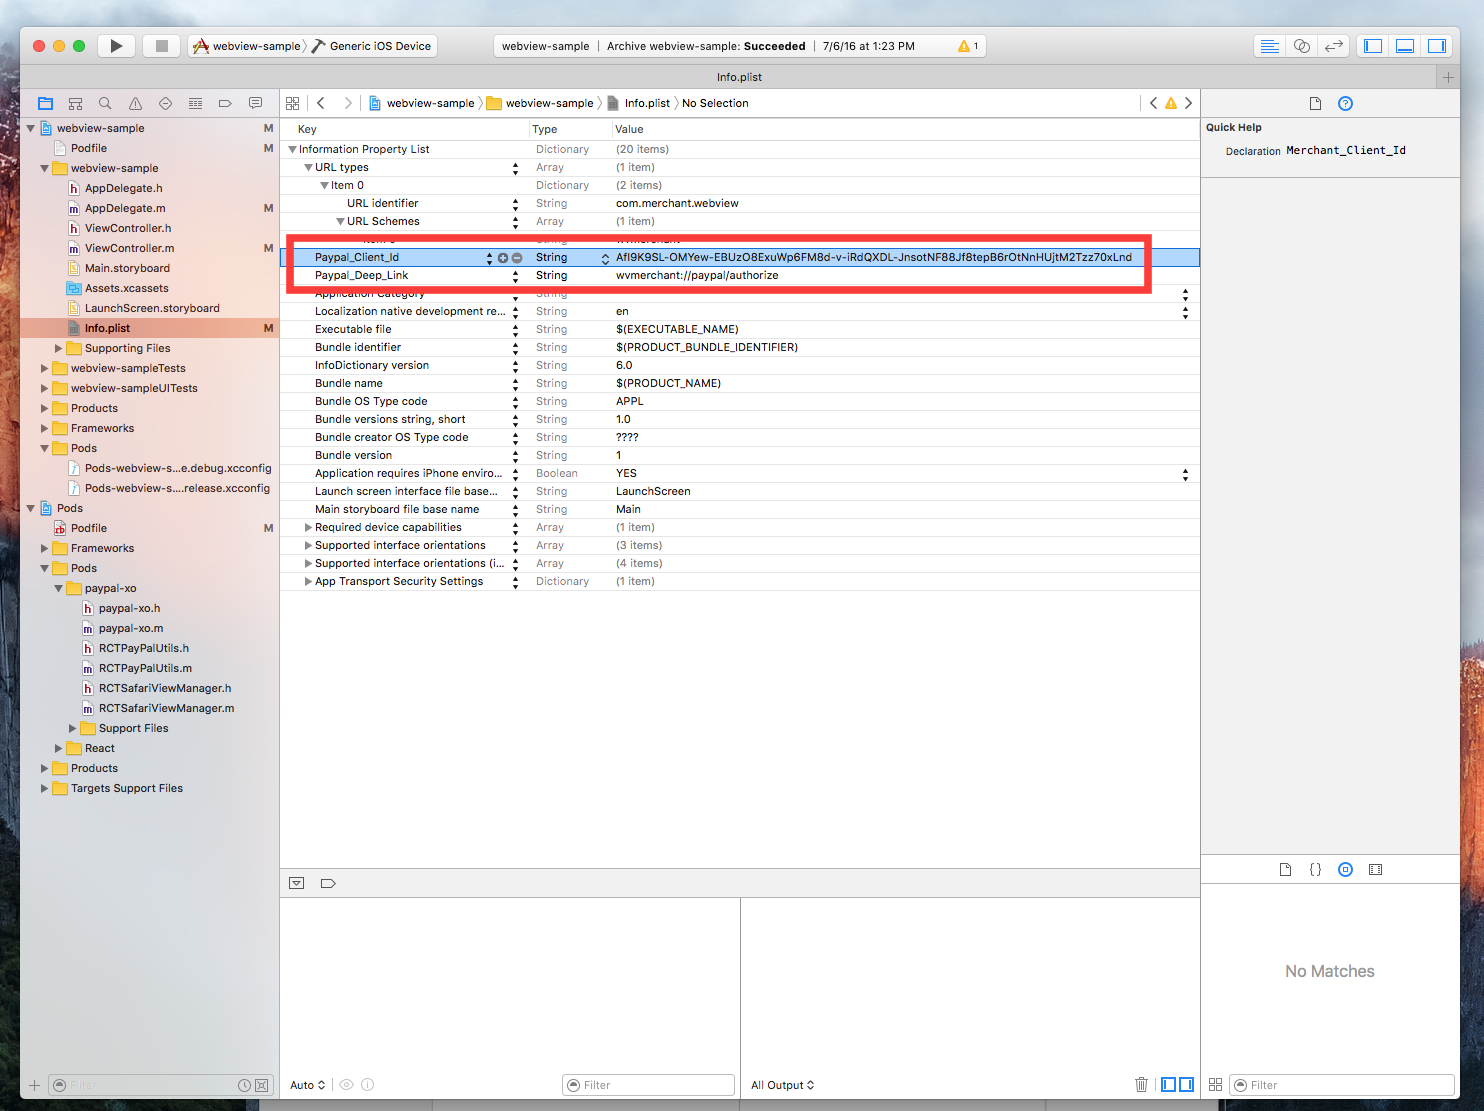 webview-sample Generic iOS Device
webview-sample | Archive webview-sample: Succeeded | 7/6/16 at 1:23 PM 1
Info.plist
webview-sample webview-sample Info.plist No Selection
Quick Help
Declaration Merchant_Client_Id
webview-sample M
Podfile M
webview-sample
AppDelegate.h
AppDelegate.m M
ViewController.h
ViewController.m M
Main.storyboard
Assets.xcassets
LaunchScreen.storyboard
Info.plist M
Supporting Files
webview-sampleTests
webview-sampleUITests
Products
Frameworks
Pods
Pods-webview-s...e.debug.xcconfig
Pods-webview-s....release.xcconfig
Pods
Podfile M
Frameworks
Pods
paypal-xo
paypal-xo.h
paypal-xo.m
RCTPayPalUtils.h
RCTPayPalUtils.m
RCTSafariViewManager.h
RCTSafariViewManager.m
Support Files
React
Products
Targets Support Files
Filter
Key Type Value
Information Property List Dictionary (20 items)
URL types Array (1 item)
Item 0 Dictionary (2 items)
URL identifier String com.merchant.webview
URL Schemes Array (1 item)
Paypal_Client_Id String AfI9K9SL-OMYew-EBUzO8ExuWp6FM8d-v-iRdQXDL-JnsotNF88Jf8tepB6rOtNnHUjtM2Tzz70xLnd
Paypal_Deep_Link String wvmerchant://paypal/authorize
Application Category String
Localization native development re... String en
Executable file String $(EXECUTABLE_NAME)
Bundle identifier String $(PRODUCT_BUNDLE_IDENTIFIER)
InfoDictionary version String 6.0
Bundle name String $(PRODUCT_NAME)
Bundle OS Type code String APPL
Bundle versions string, short String 1.0
Bundle creator OS Type code String ????
Bundle version String 1
Application requires iPhone enviro... Boolean YES
Launch screen interface file base... String LaunchScreen
Main storyboard file base name String Main
Required device capabilities Array (1 item)
Supported interface orientations Array (3 items)
Supported interface orientations (i... Array (4 items)
App Transport Security Settings Dictionary (1 item)
Auto Filter
All Output
No Matches
Filter